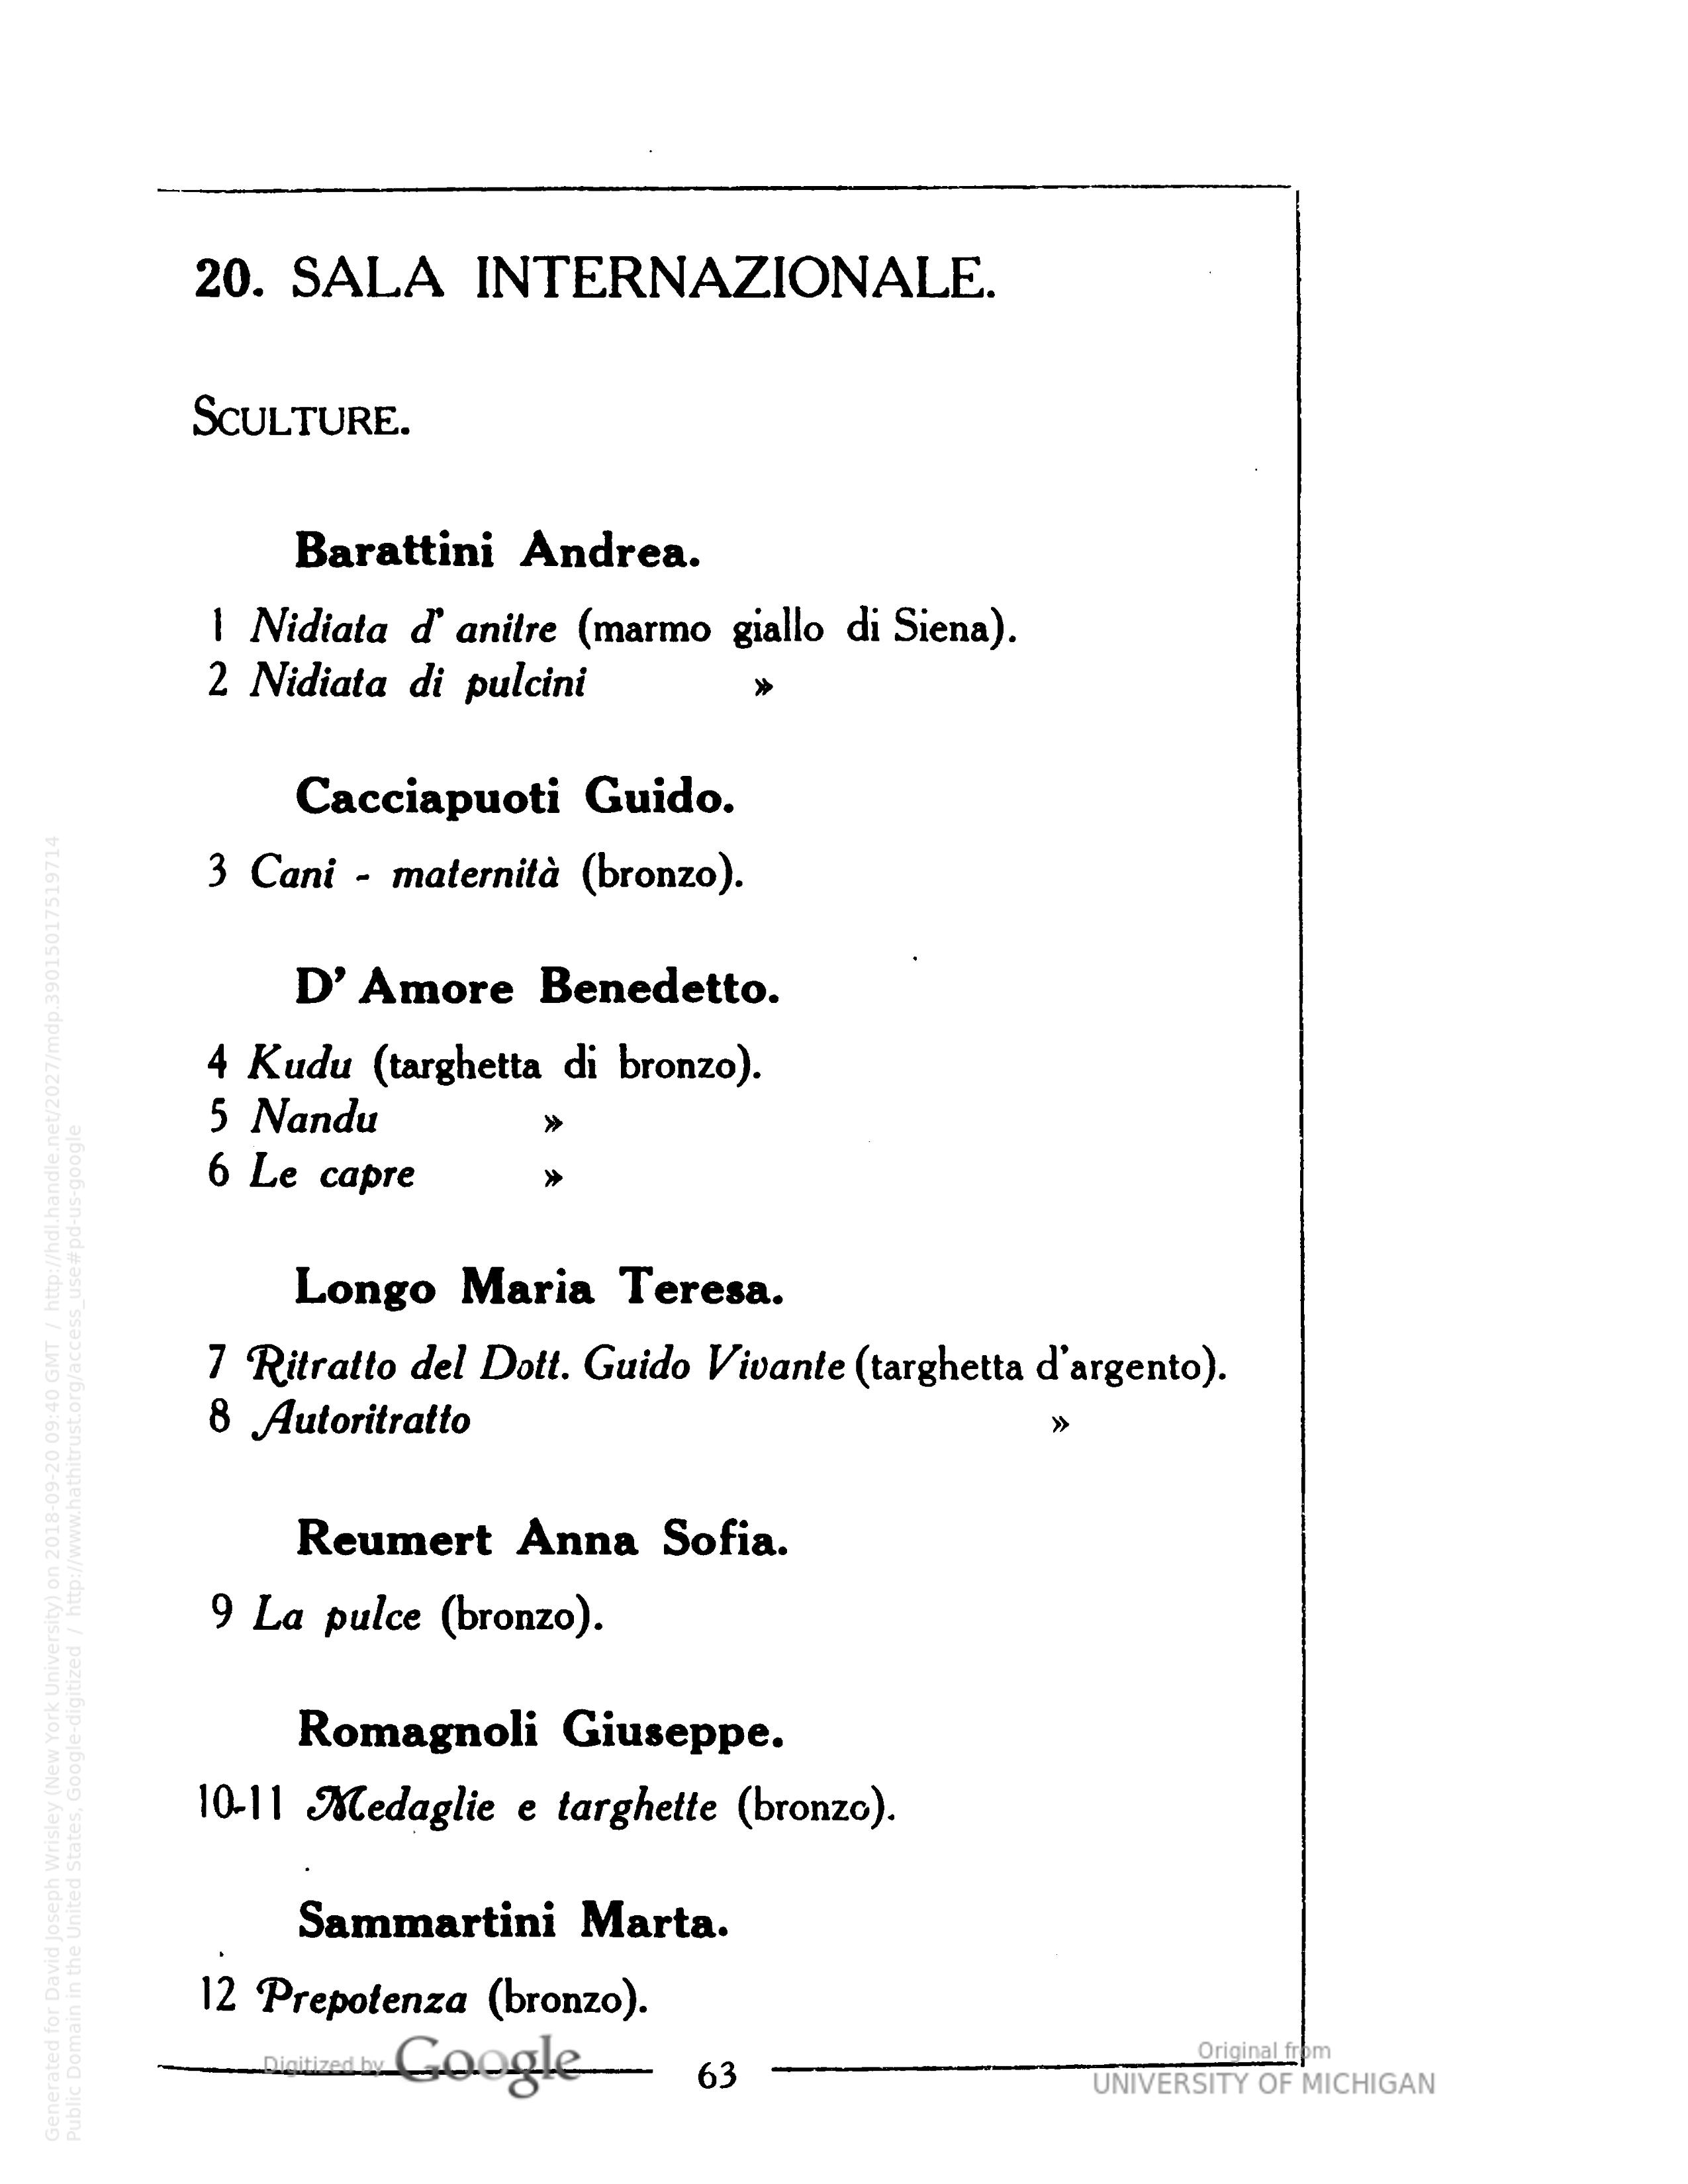 20. SALA INTERNAZIONALE.
SCULTURE.
Barattini Andrea.
1 Nidiata d' anitre (marmo giallo di Siena).
2 Nidiata di pulcini »
Cacciapuoti Guido.
3 Cani - maternità (bronzo).
D' Amore Benedetto.
4 Kudu (targhetta di bronzo).
5 Nandu »
6 Le capre »
Longo Maria Teresa.
7 Ritratto del Dott. Guido Vivante (targhetta d'argento).
8 Autoritratto »
Reumert Anna Sofia.
9 La pulce (bronzo).
Romagnoli Giuseppe.
10-11 Medaglie e targhette (bronzo).
Sammartini Marta.
12 Prepotenza (bronzo).
63
Digitized by Google
Original from
UNIVERSITY OF MICHIGAN
Generated for David Joseph Wrisley (New York University) on 2018-09-20 09:40 GMT / http://hdl.handle.net/2027/mdp.39015017519714
Public Domain in the United States, Google-digitized / http://www.hathitrust.org/access_use#pd-us-google